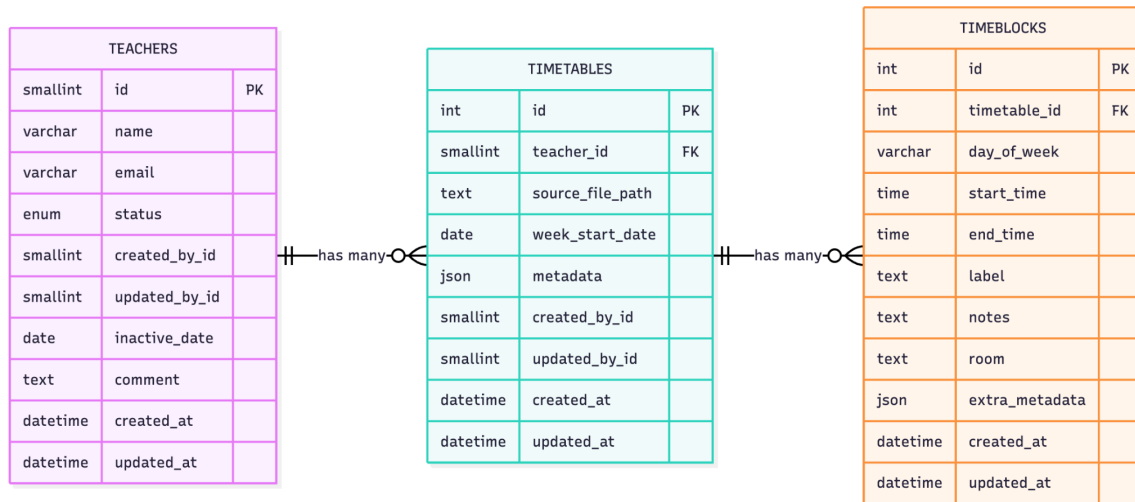 TEACHERS
smallint id PK
varchar name
varchar email
enum status
smallint created_by_id
smallint updated_by_id
date inactive_date
text comment
datetime created_at
datetime updated_at
has many
TIMETABLES
int id PK
smallint teacher_id FK
text source_file_path
date week_start_date
json metadata
smallint created_by_id
smallint updated_by_id
datetime created_at
datetime updated_at
has many
TIMEBLOCKS
int id PK
int timetable_id FK
varchar day_of_week
time start_time
time end_time
text label
text notes
text room
json extra_metadata
datetime created_at
datetime updated_at